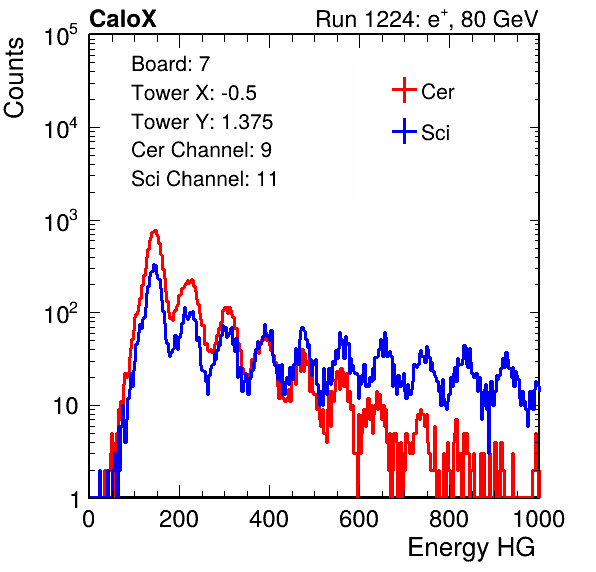 CaloX Run 1224: e⁺, 80 GeV
Counts
10⁵
10⁴
10³
10²
10
1
Board: 7
Tower X: -0.5
Tower Y: 1.375
Cer Channel: 9
Sci Channel: 11
Cer
Sci
0 200 400 600 800 1000
Energy HG